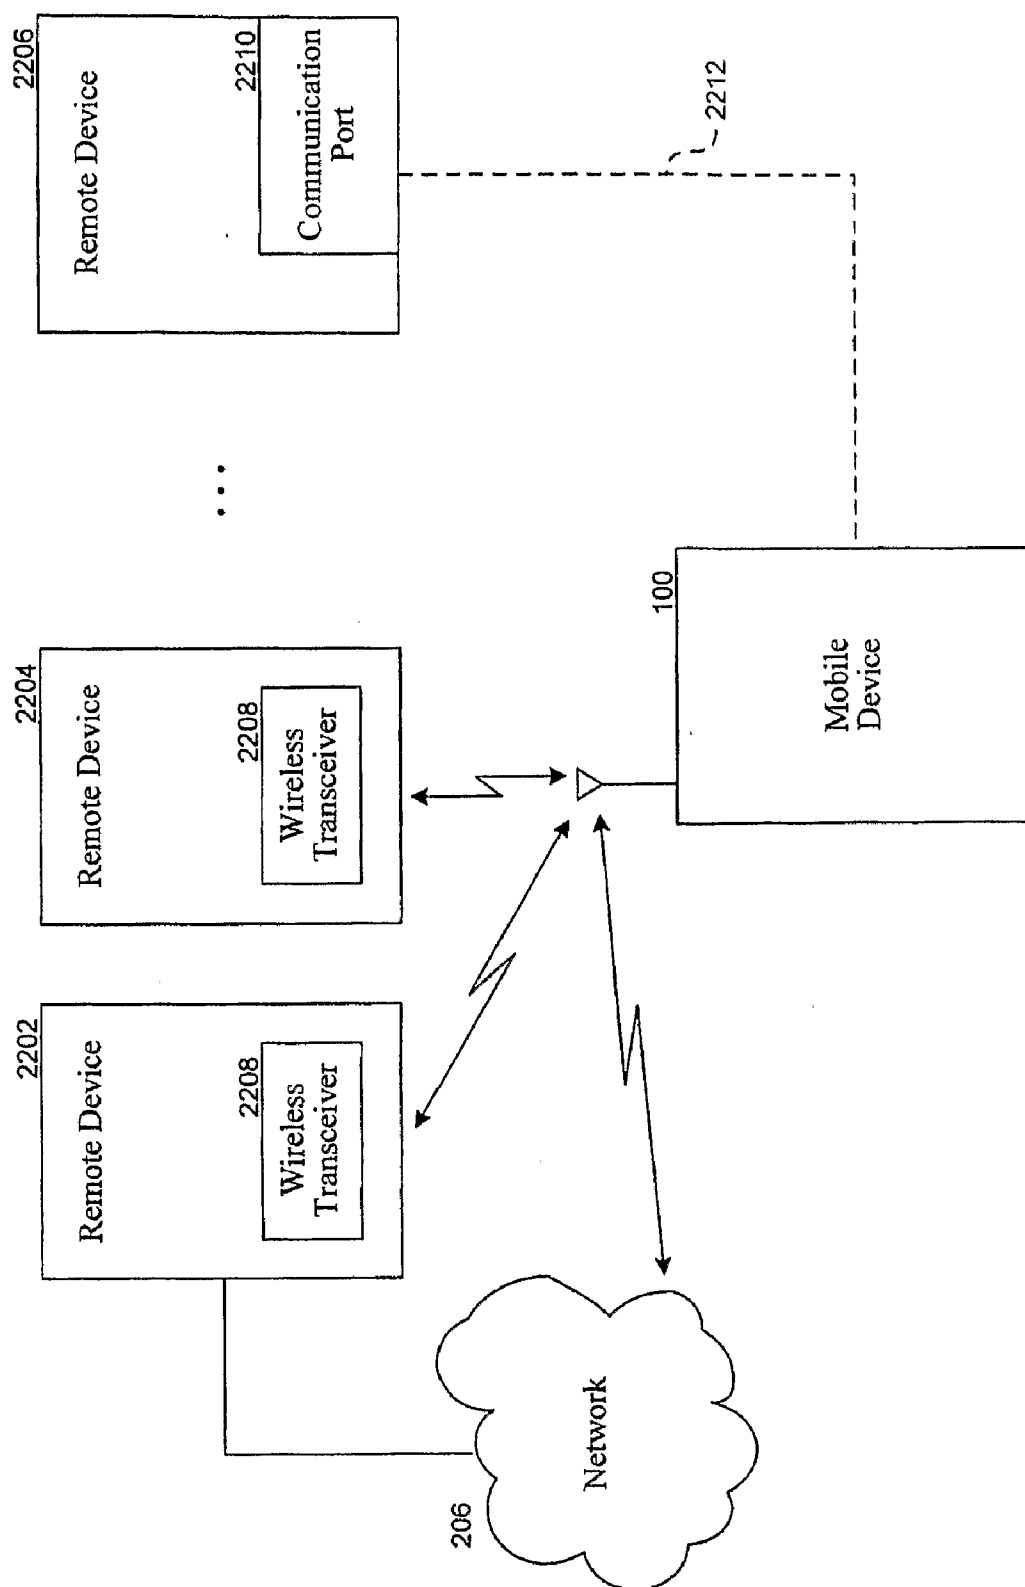 2202
Remote Device
2208
Wireless
Transceiver
2204
Remote Device
2208
Wireless
Transceiver
...
2206
Remote Device
2210
Communication
Port
2212
206
Network
100
Mobile
Device